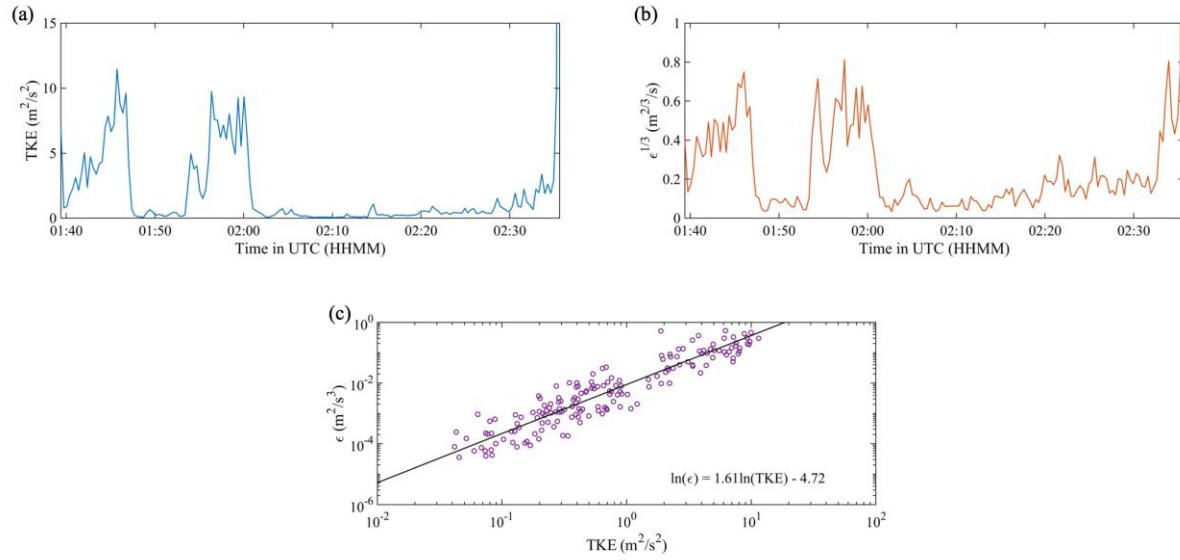 (a)
15
10
5
0
TKE (m²/s²)
01:40 01:50 02:00 02:10 02:20 02:30
Time in UTC (HHMM)
(b)
1
0.8
0.6
0.4
0.2
0
ϵ^{1/3} (m^{2/3}/s)
01:40 01:50 02:00 02:10 02:20 02:30
Time in UTC (HHMM)
(c)
10⁰
10⁻²
10⁻⁴
10⁻⁶
ϵ (m²/s³)
ln(ϵ) = 1.61ln(TKE) - 4.72
10⁻² 10⁻¹ 10⁰ 10¹ 10²
TKE (m²/s²)